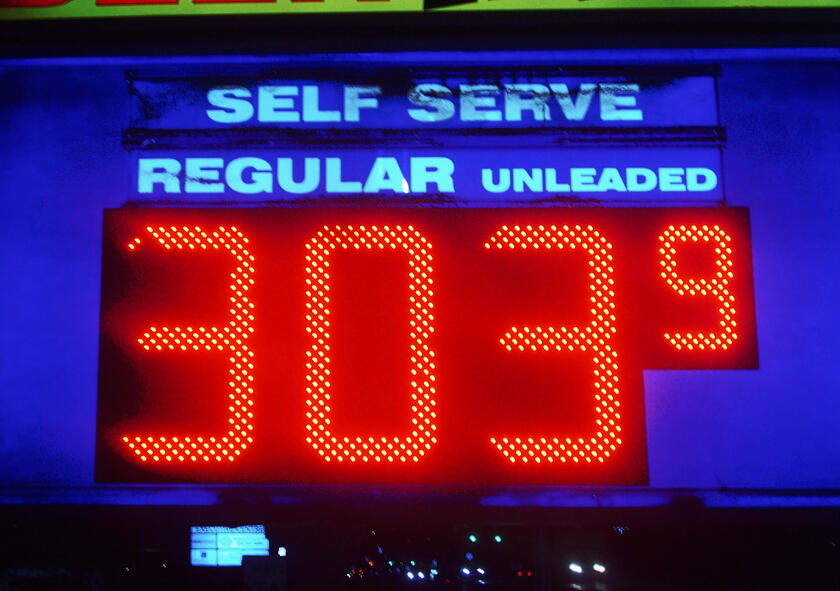 SELF SERVE
REGULAR UNLEADED
303 9